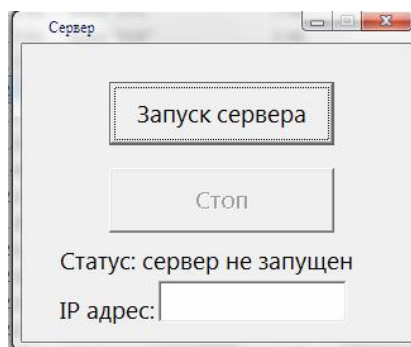 Сервер
Запуск сервера
Стоп
Статус: сервер не запущен
IP адрес: